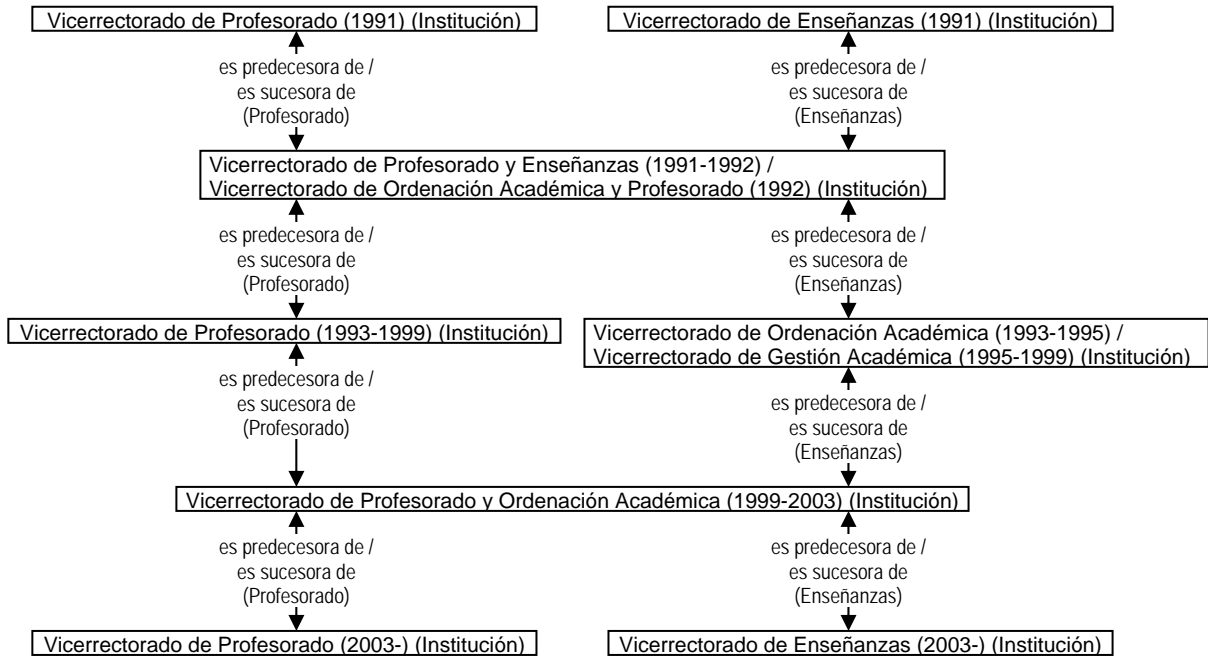 Vicerrectorado de Profesorado (1991) (Institución)
Vicerrectorado de Enseñanzas (1991) (Institución)
es predecesora de /
es sucesora de
(Profesorado)
es predecesora de /
es sucesora de
(Enseñanzas)
Vicerrectorado de Profesorado y Enseñanzas (1991-1992) /
Vicerrectorado de Ordenación Académica y Profesorado (1992) (Institución)
es predecesora de /
es sucesora de
(Profesorado)
es predecesora de /
es sucesora de
(Enseñanzas)
Vicerrectorado de Profesorado (1993-1999) (Institución)
Vicerrectorado de Ordenación Académica (1993-1995) /
Vicerrectorado de Gestión Académica (1995-1999) (Institución)
es predecesora de /
es sucesora de
(Profesorado)
es predecesora de /
es sucesora de
(Enseñanzas)
Vicerrectorado de Profesorado y Ordenación Académica (1999-2003) (Institución)
es predecesora de /
es sucesora de
(Profesorado)
es predecesora de /
es sucesora de
(Enseñanzas)
Vicerrectorado de Profesorado (2003-) (Institución)
Vicerrectorado de Enseñanzas (2003-) (Institución)